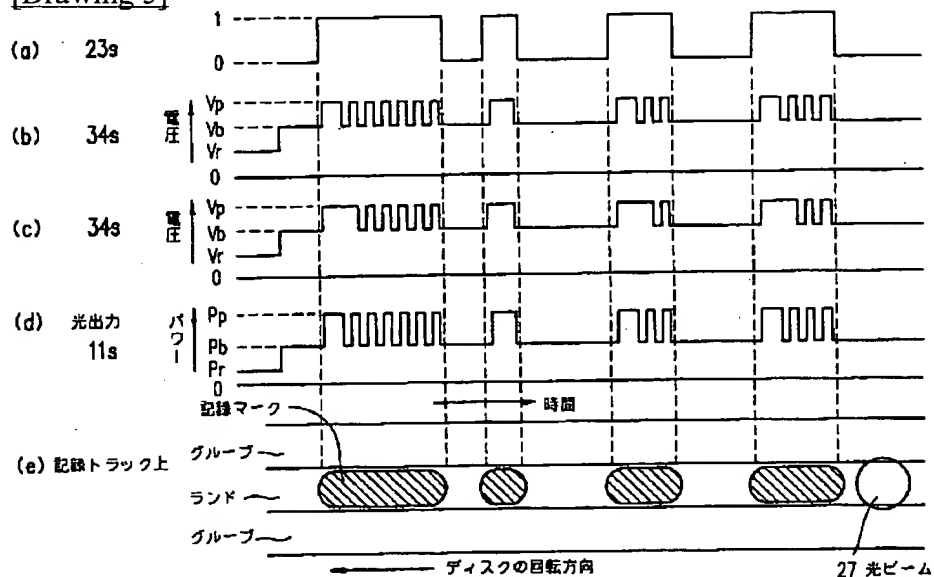 [Drawing 3]
(a) 23s 1
0
(b) 34s 電圧 Vp
Vb
Vr
0
(c) 34s 電圧 Vp
Vb
Vr
0
(d) 光出力 11s パワー Pp
Pb
Pr
0
時間
記録マーク
グルーブ
(e) 記録トラック上
ランド
グルーブ
ディスクの回転方向
27 光ビーム